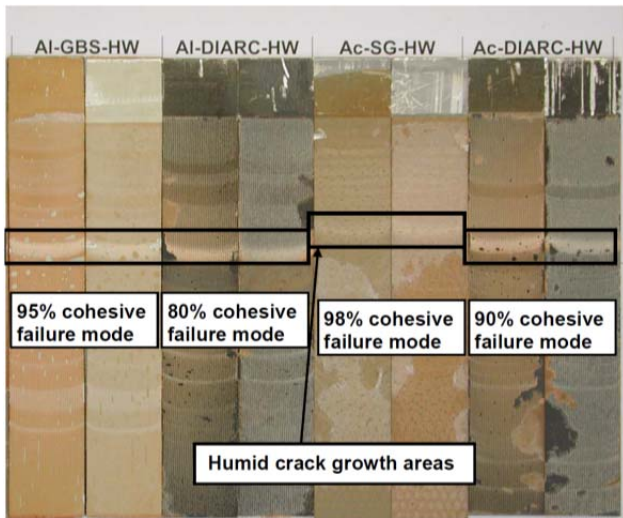 Al-GBS-HW Al-DIARC-HW Ac-SG-HW Ac-DIARC-HW
95% cohesive failure mode
80% cohesive failure mode
98% cohesive failure mode
90% cohesive failure mode
Humid crack growth areas